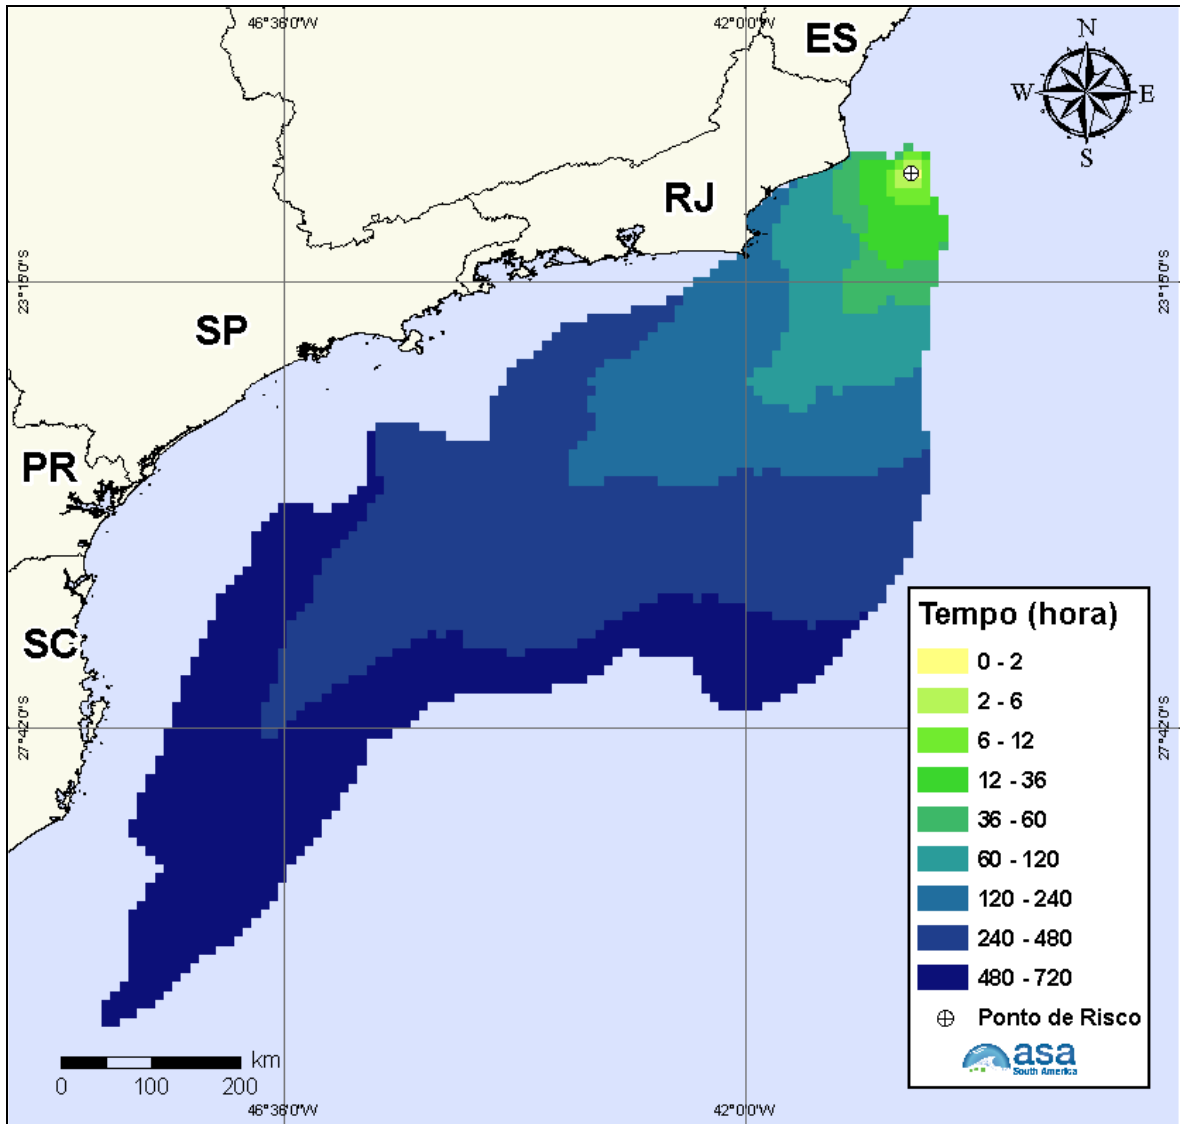 46°36'0"W
42°0'0"W
ES
N
W
E
S
RJ
23°15'0"S
23°15'0"S
SP
PR
SC
27°42'0"S
27°42'0"S
Tempo (hora)
0 - 2
2 - 6
6 - 12
12 - 36
36 - 60
60 - 120
120 - 240
240 - 480
480 - 720
Ponto de Risco
asa
South America
km
0 100 200
46°36'0"W
42°0'0"W